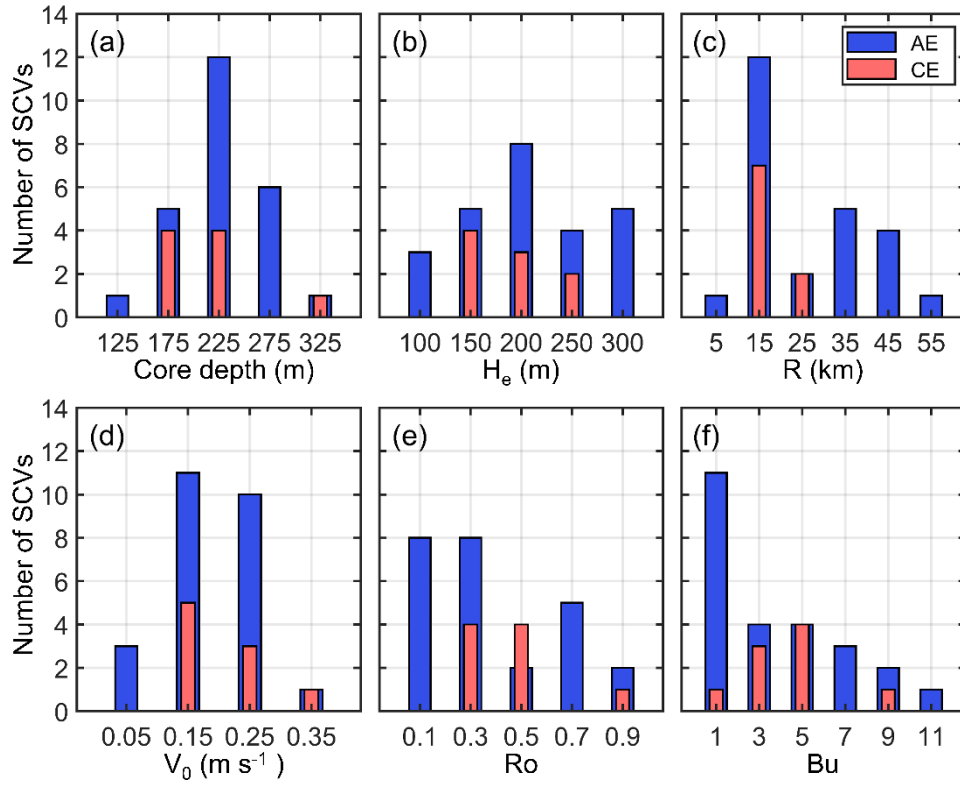 14
12
10
8
6
4
2
0
Number of SCVs
(a)
125 175 225 275 325
Core depth (m)
(b)
100 150 200 250 300
H_e (m)
(c)
AE
CE
5 15 25 35 45 55
R (km)
14
12
10
8
6
4
2
0
Number of SCVs
(d)
0.05 0.15 0.25 0.35
V_0 (m s^-1 )
(e)
0.1 0.3 0.5 0.7 0.9
Ro
(f)
1 3 5 7 9 11
Bu